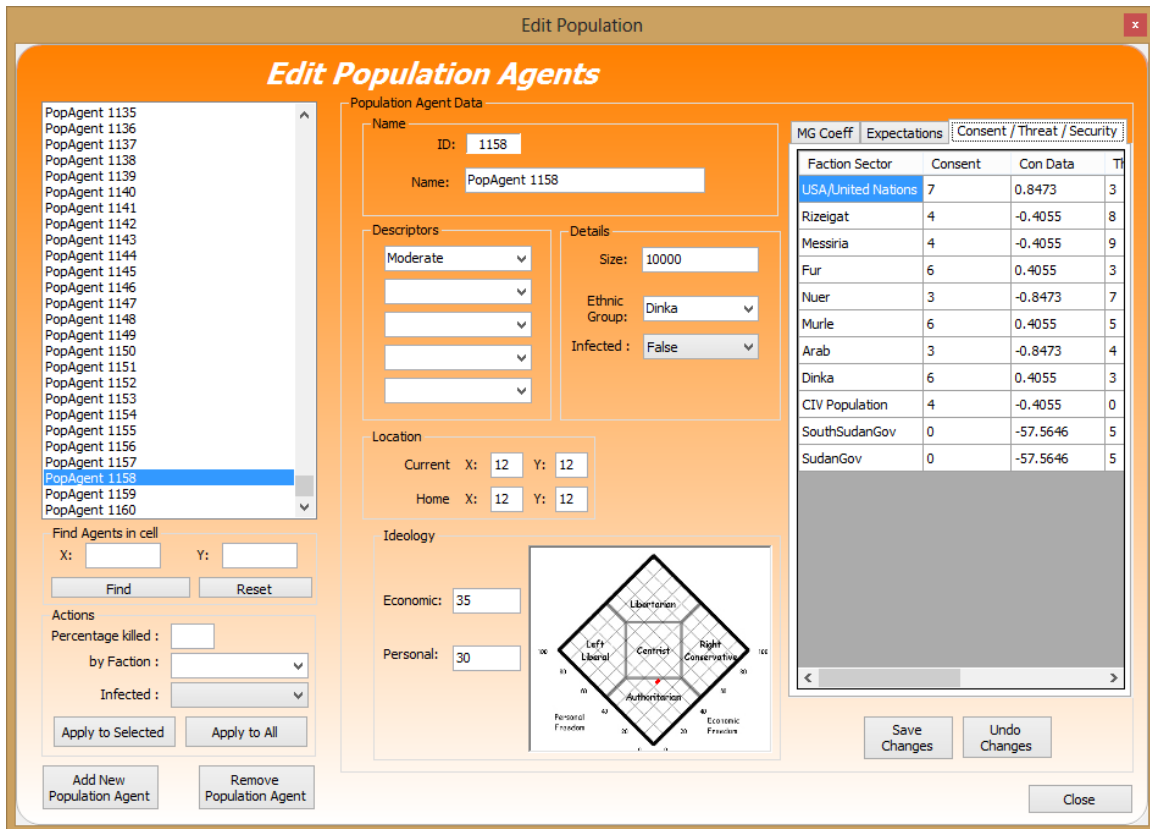 Edit Population
x
Edit Population Agents
PopAgent 1135
PopAgent 1136
PopAgent 1137
PopAgent 1138
PopAgent 1139
PopAgent 1140
PopAgent 1141
PopAgent 1142
PopAgent 1143
PopAgent 1144
PopAgent 1145
PopAgent 1146
PopAgent 1147
PopAgent 1148
PopAgent 1149
PopAgent 1150
PopAgent 1151
PopAgent 1152
PopAgent 1153
PopAgent 1154
PopAgent 1155
PopAgent 1156
PopAgent 1157
PopAgent 1158
PopAgent 1159
PopAgent 1160
Find Agents in cell
X: Y:
Find Reset
Actions
Percentage killed :
by Faction :
Infected :
Apply to Selected Apply to All
Add New Population Agent
Remove Population Agent
Population Agent Data
Name
ID: 1158
Name: PopAgent 1158
Descriptors
Moderate
Details
Size: 10000
Ethnic Group: Dinka
Infected : False
Location
Current X: 12 Y: 12
Home X: 12 Y: 12
Ideology
Economic: 35
Personal: 30
Libertarian
Left Liberal
Centrist
Right Conservative
Authoritarian
100 100
80 80
60
40 40
20 20
Personal Freedom
Economic Freedom
MG Coeff Expectations Consent / Threat / Security
Faction Sector Consent Con Data Th
USA/United Nations 7 0.8473 3
Rizeigat 4 -0.4055 8
Messiria 4 -0.4055 9
Fur 6 0.4055 3
Nuer 3 -0.8473 7
Murle 6 0.4055 5
Arab 3 -0.8473 4
Dinka 6 0.4055 3
CIV Population 4 -0.4055 0
SouthSudanGov 0 -57.5646 5
SudanGov 0 -57.5646 5
Save Changes
Undo Changes
Close